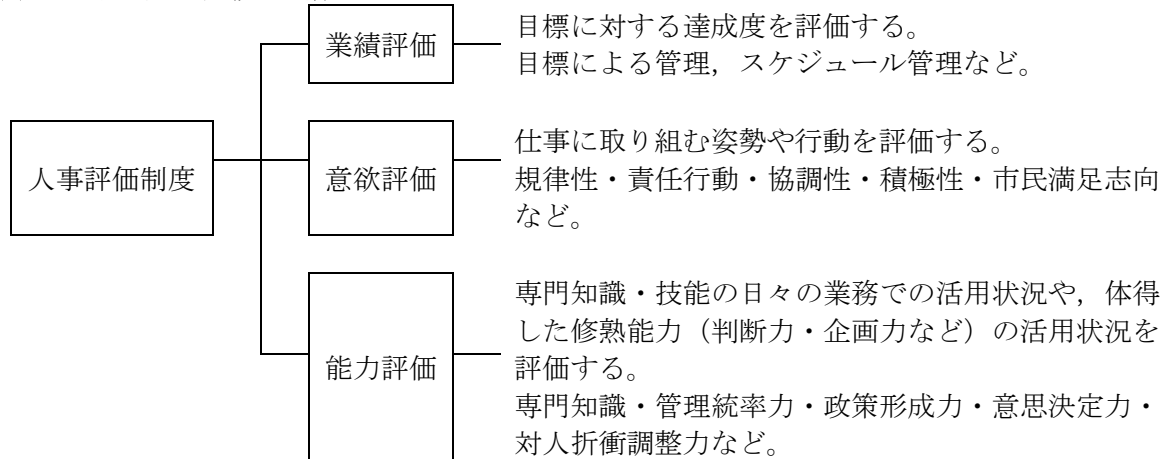 業績評価
目標に対する達成度を評価する。
目標による管理，スケジュール管理など。
人事評価制度
意欲評価
仕事に取り組む姿勢や行動を評価する。
規律性・責任行動・協調性・積極性・市民満足志向
など。
能力評価
専門知識・技能の日々の業務での活用状況や，体得
した修熟能力（判断力・企画力など）の活用状況を
評価する。
専門知識・管理統率力・政策形成力・意思決定力・
対人折衝調整力など。